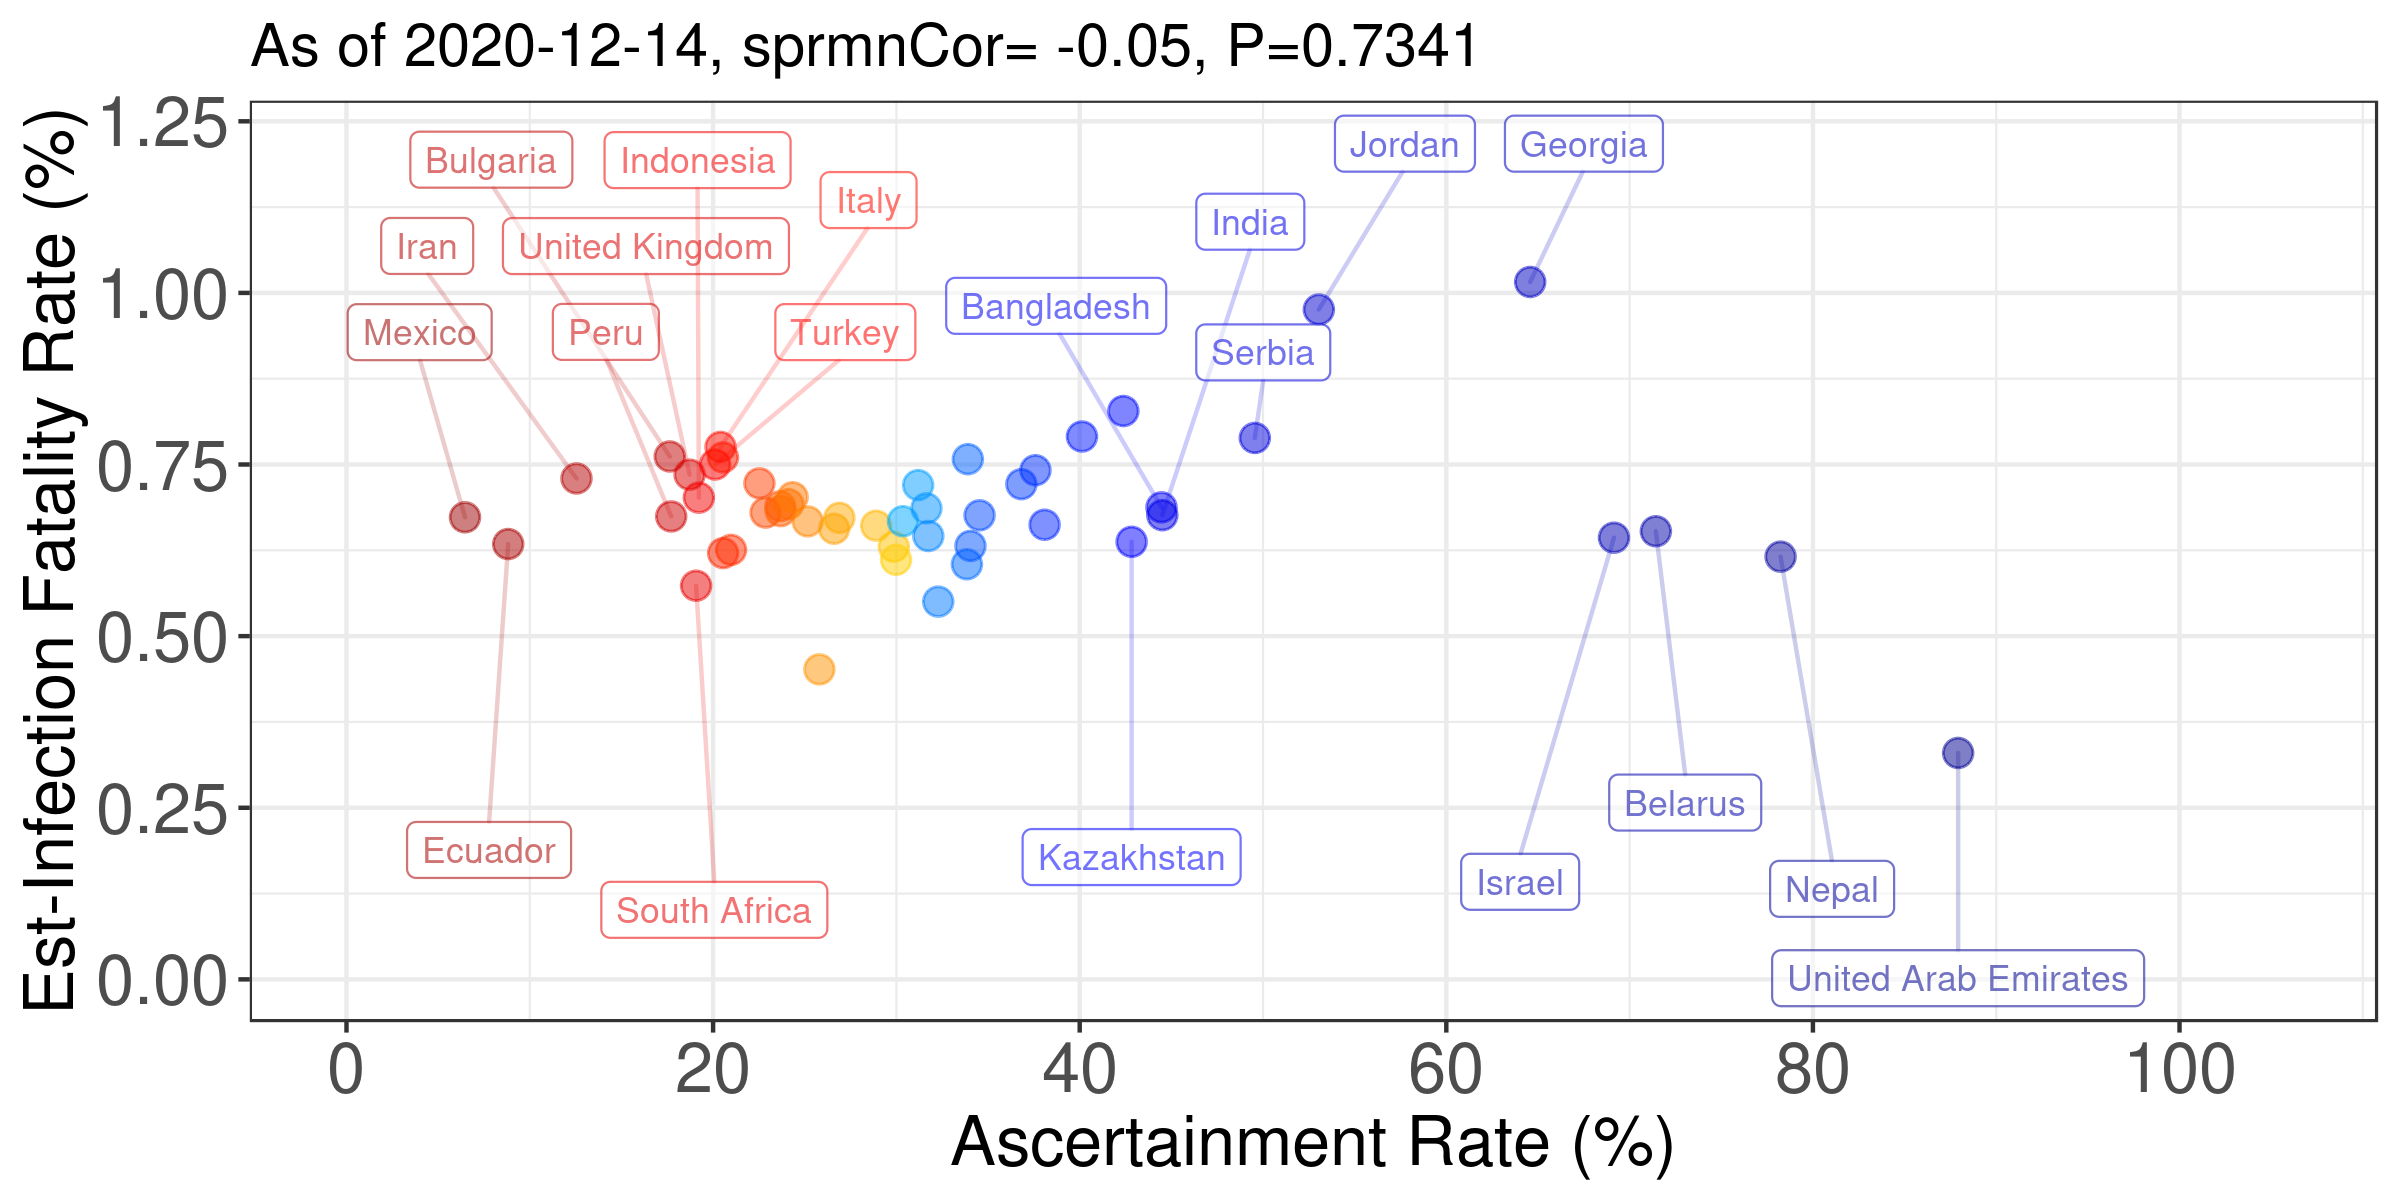 As of 2020-12-14, sprmnCor= -0.05, P=0.7341
Est-Infection Fatality Rate (%)
1.25
1.00
0.75
0.50
0.25
0.00
Bulgaria
Indonesia
Italy
Jordan
Georgia
India
Iran
United Kingdom
Bangladesh
Mexico
Peru
Turkey
Serbia
Ecuador
South Africa
Kazakhstan
Belarus
Israel
Nepal
United Arab Emirates
0
20
40
60
80
100
Ascertainment Rate (%)